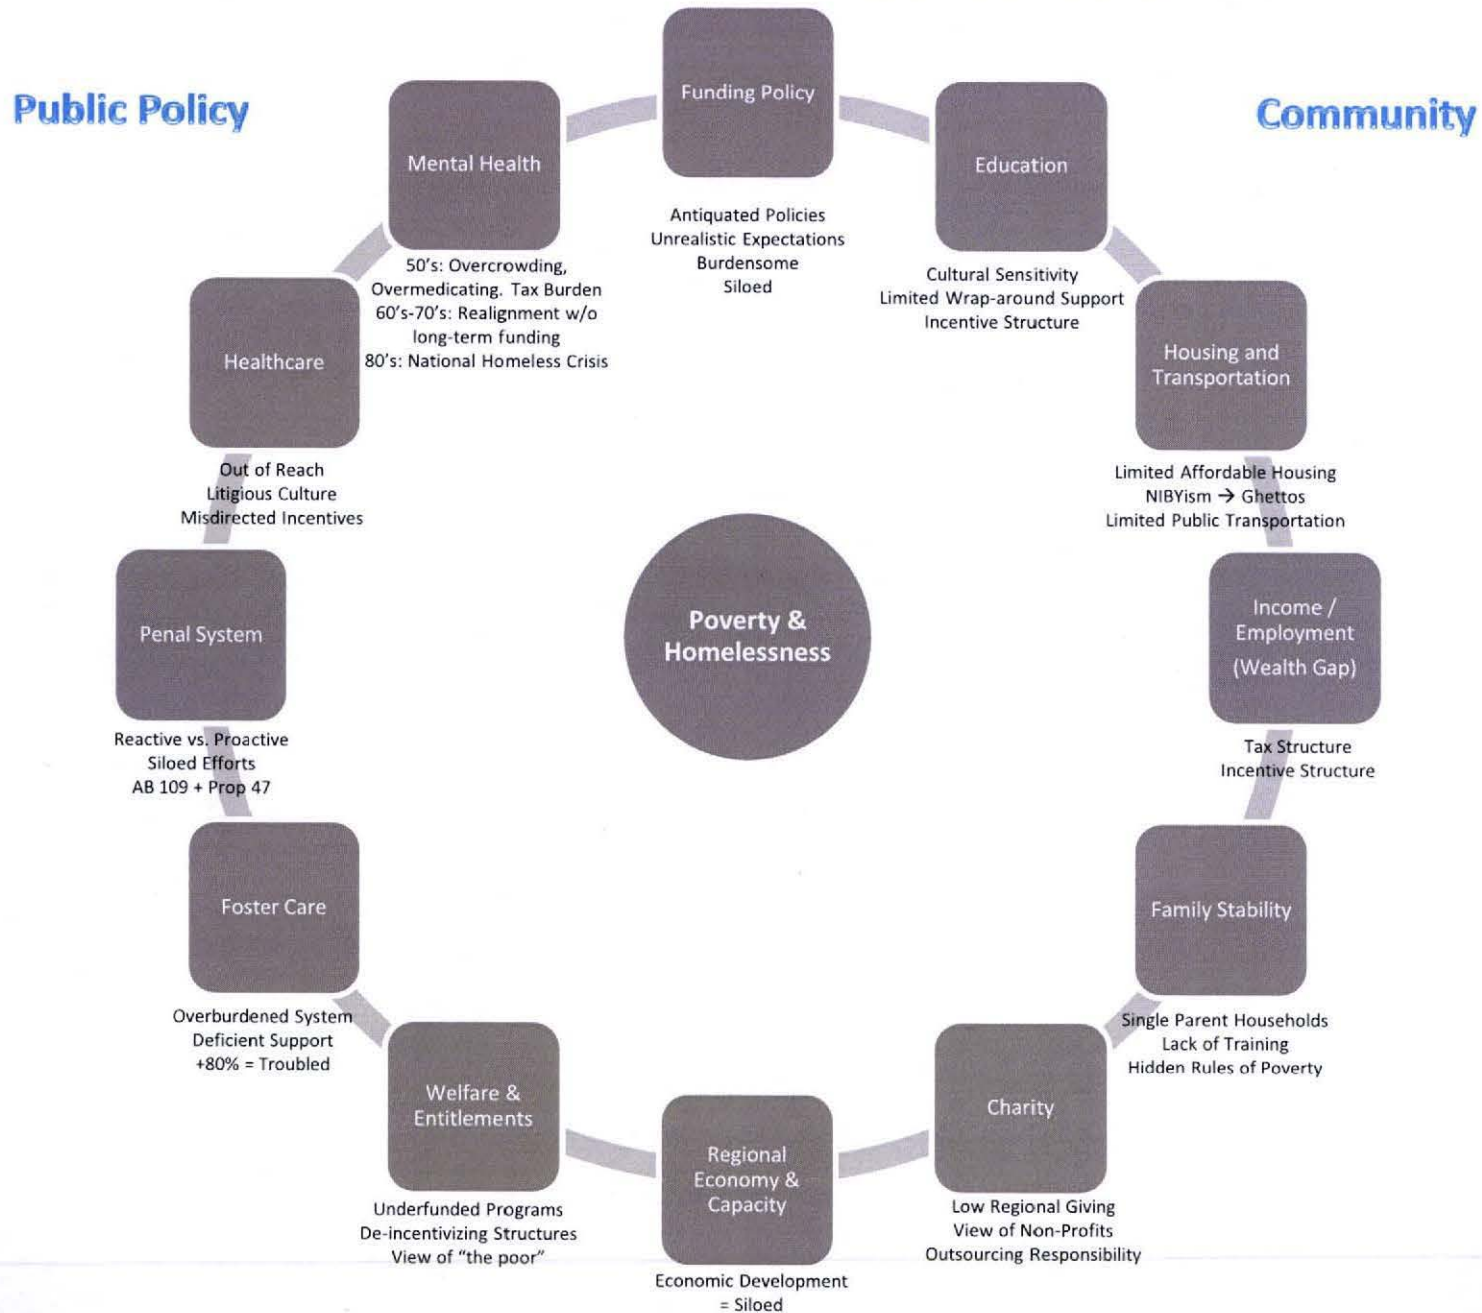 Public Policy
Community
Funding Policy
Antiquated Policies
Unrealistic Expectations
Burdensome
Siloed
Education
Cultural Sensitivity
Limited Wrap-around Support
Incentive Structure
Housing and
Transportation
Limited Affordable Housing
NIBYism → Ghettos
Limited Public Transportation
Income /
Employment
(Wealth Gap)
Tax Structure
Incentive Structure
Family Stability
Single Parent Households
Lack of Training
Hidden Rules of Poverty
Charity
Low Regional Giving
View of Non-Profits
Outsourcing Responsibility
Regional
Economy &
Capacity
Economic Development
= Siloed
Welfare &
Entitlements
Underfunded Programs
De-incentivizing Structures
View of "the poor"
Foster Care
Overburdened System
Deficient Support
+80% = Troubled
Penal System
Reactive vs. Proactive
Siloed Efforts
AB 109 + Prop 47
Healthcare
Out of Reach
Litigious Culture
Misdirected Incentives
Mental Health
50's: Overcrowding,
Overmedicating. Tax Burden
60's-70's: Realignment w/o
long-term funding
80's: National Homeless Crisis
Poverty &
Homelessness